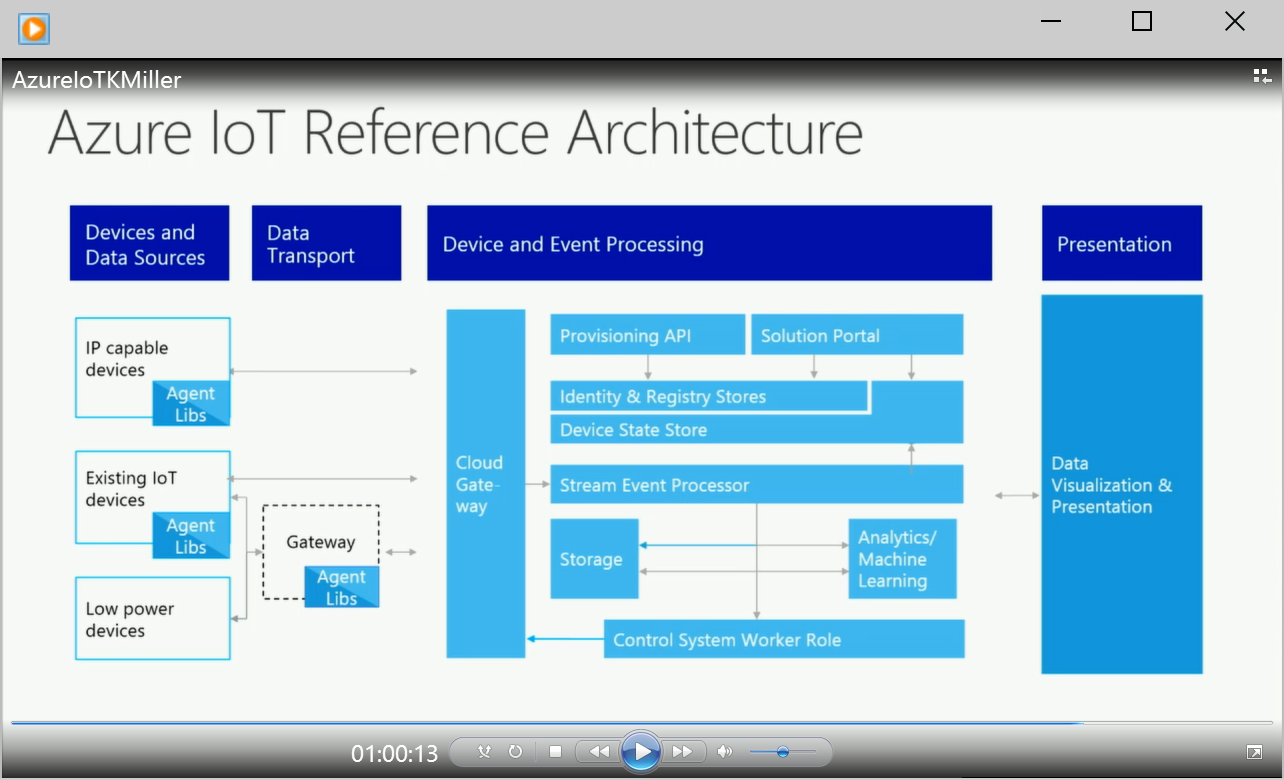 AzureIoTKMiller
Azure IoT Reference Architecture
Devices and
Data Sources
Data
Transport
Device and Event Processing
Presentation
IP capable
devices
Agent
Libs
Existing IoT
devices
Agent
Libs
Low power
devices
Gateway
Agent
Libs
Cloud
Gate-
way
Provisioning API
Solution Portal
Identity & Registry Stores
Device State Store
Stream Event Processor
Storage
Analytics/
Machine
Learning
Control System Worker Role
Data
Visualization &
Presentation
01:00:13